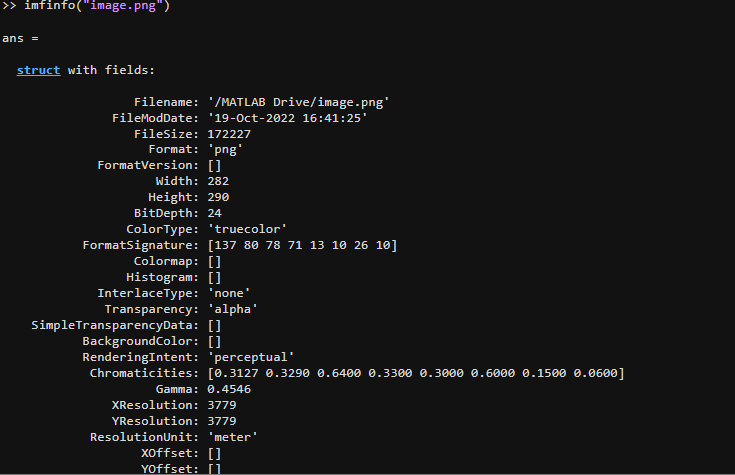 >> imfinfo("image.png")
ans =
struct with fields:
Filename: '/MATLAB Drive/image.png'
FileModDate: '19-Oct-2022 16:41:25'
FileSize: 172227
Format: 'png'
FormatVersion: []
Width: 282
Height: 290
BitDepth: 24
ColorType: 'truecolor'
FormatSignature: [137 80 78 71 13 10 26 10]
Colormap: []
Histogram: []
InterlaceType: 'none'
Transparency: 'alpha'
SimpleTransparencyData: []
BackgroundColor: []
RenderingIntent: 'perceptual'
Chromaticities: [0.3127 0.3290 0.6400 0.3300 0.3000 0.6000 0.1500 0.0600]
Gamma: 0.4546
XResolution: 3779
YResolution: 3779
ResolutionUnit: 'meter'
XOffset: []
YOffset: []